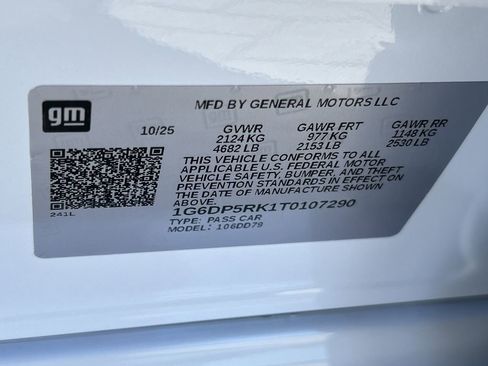 gm
MFD BY GENERAL MOTORS LLC
10/25 GVWR GAWR FRT GAWR RR
2124 KG 977 KG 1148 KG
4682 LB 2153 LB 2530 LB
THIS VEHICLE CONFORMS TO ALL
APPLICABLE U.S. FEDERAL MOTOR
VEHICLE SAFETY, BUMPER, AND THEFT
PREVENTION STANDARDS IN EFFECT ON
THE DATE OF MANUFACTURE SHOWN ABOVE.
1G6DP5RK1T0107290
TYPE: PASS CAR
MODEL: 106DD79
241L